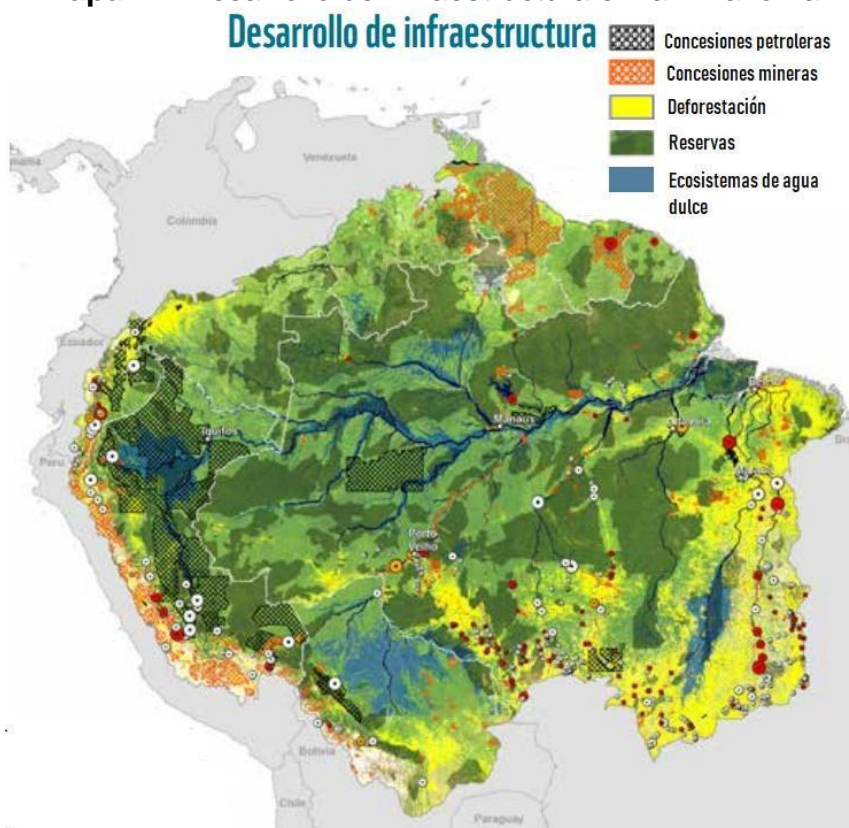 Desarrollo de infraestructura
Concesiones petroleras
Concesiones mineras
Deforestación
Reservas
Ecosistemas de agua
dulce
Venezuela
Colombia
Ecuador
Iquitos
Manaus
Peru
Porto
Velho
Bolivia
Chile
Paraguay